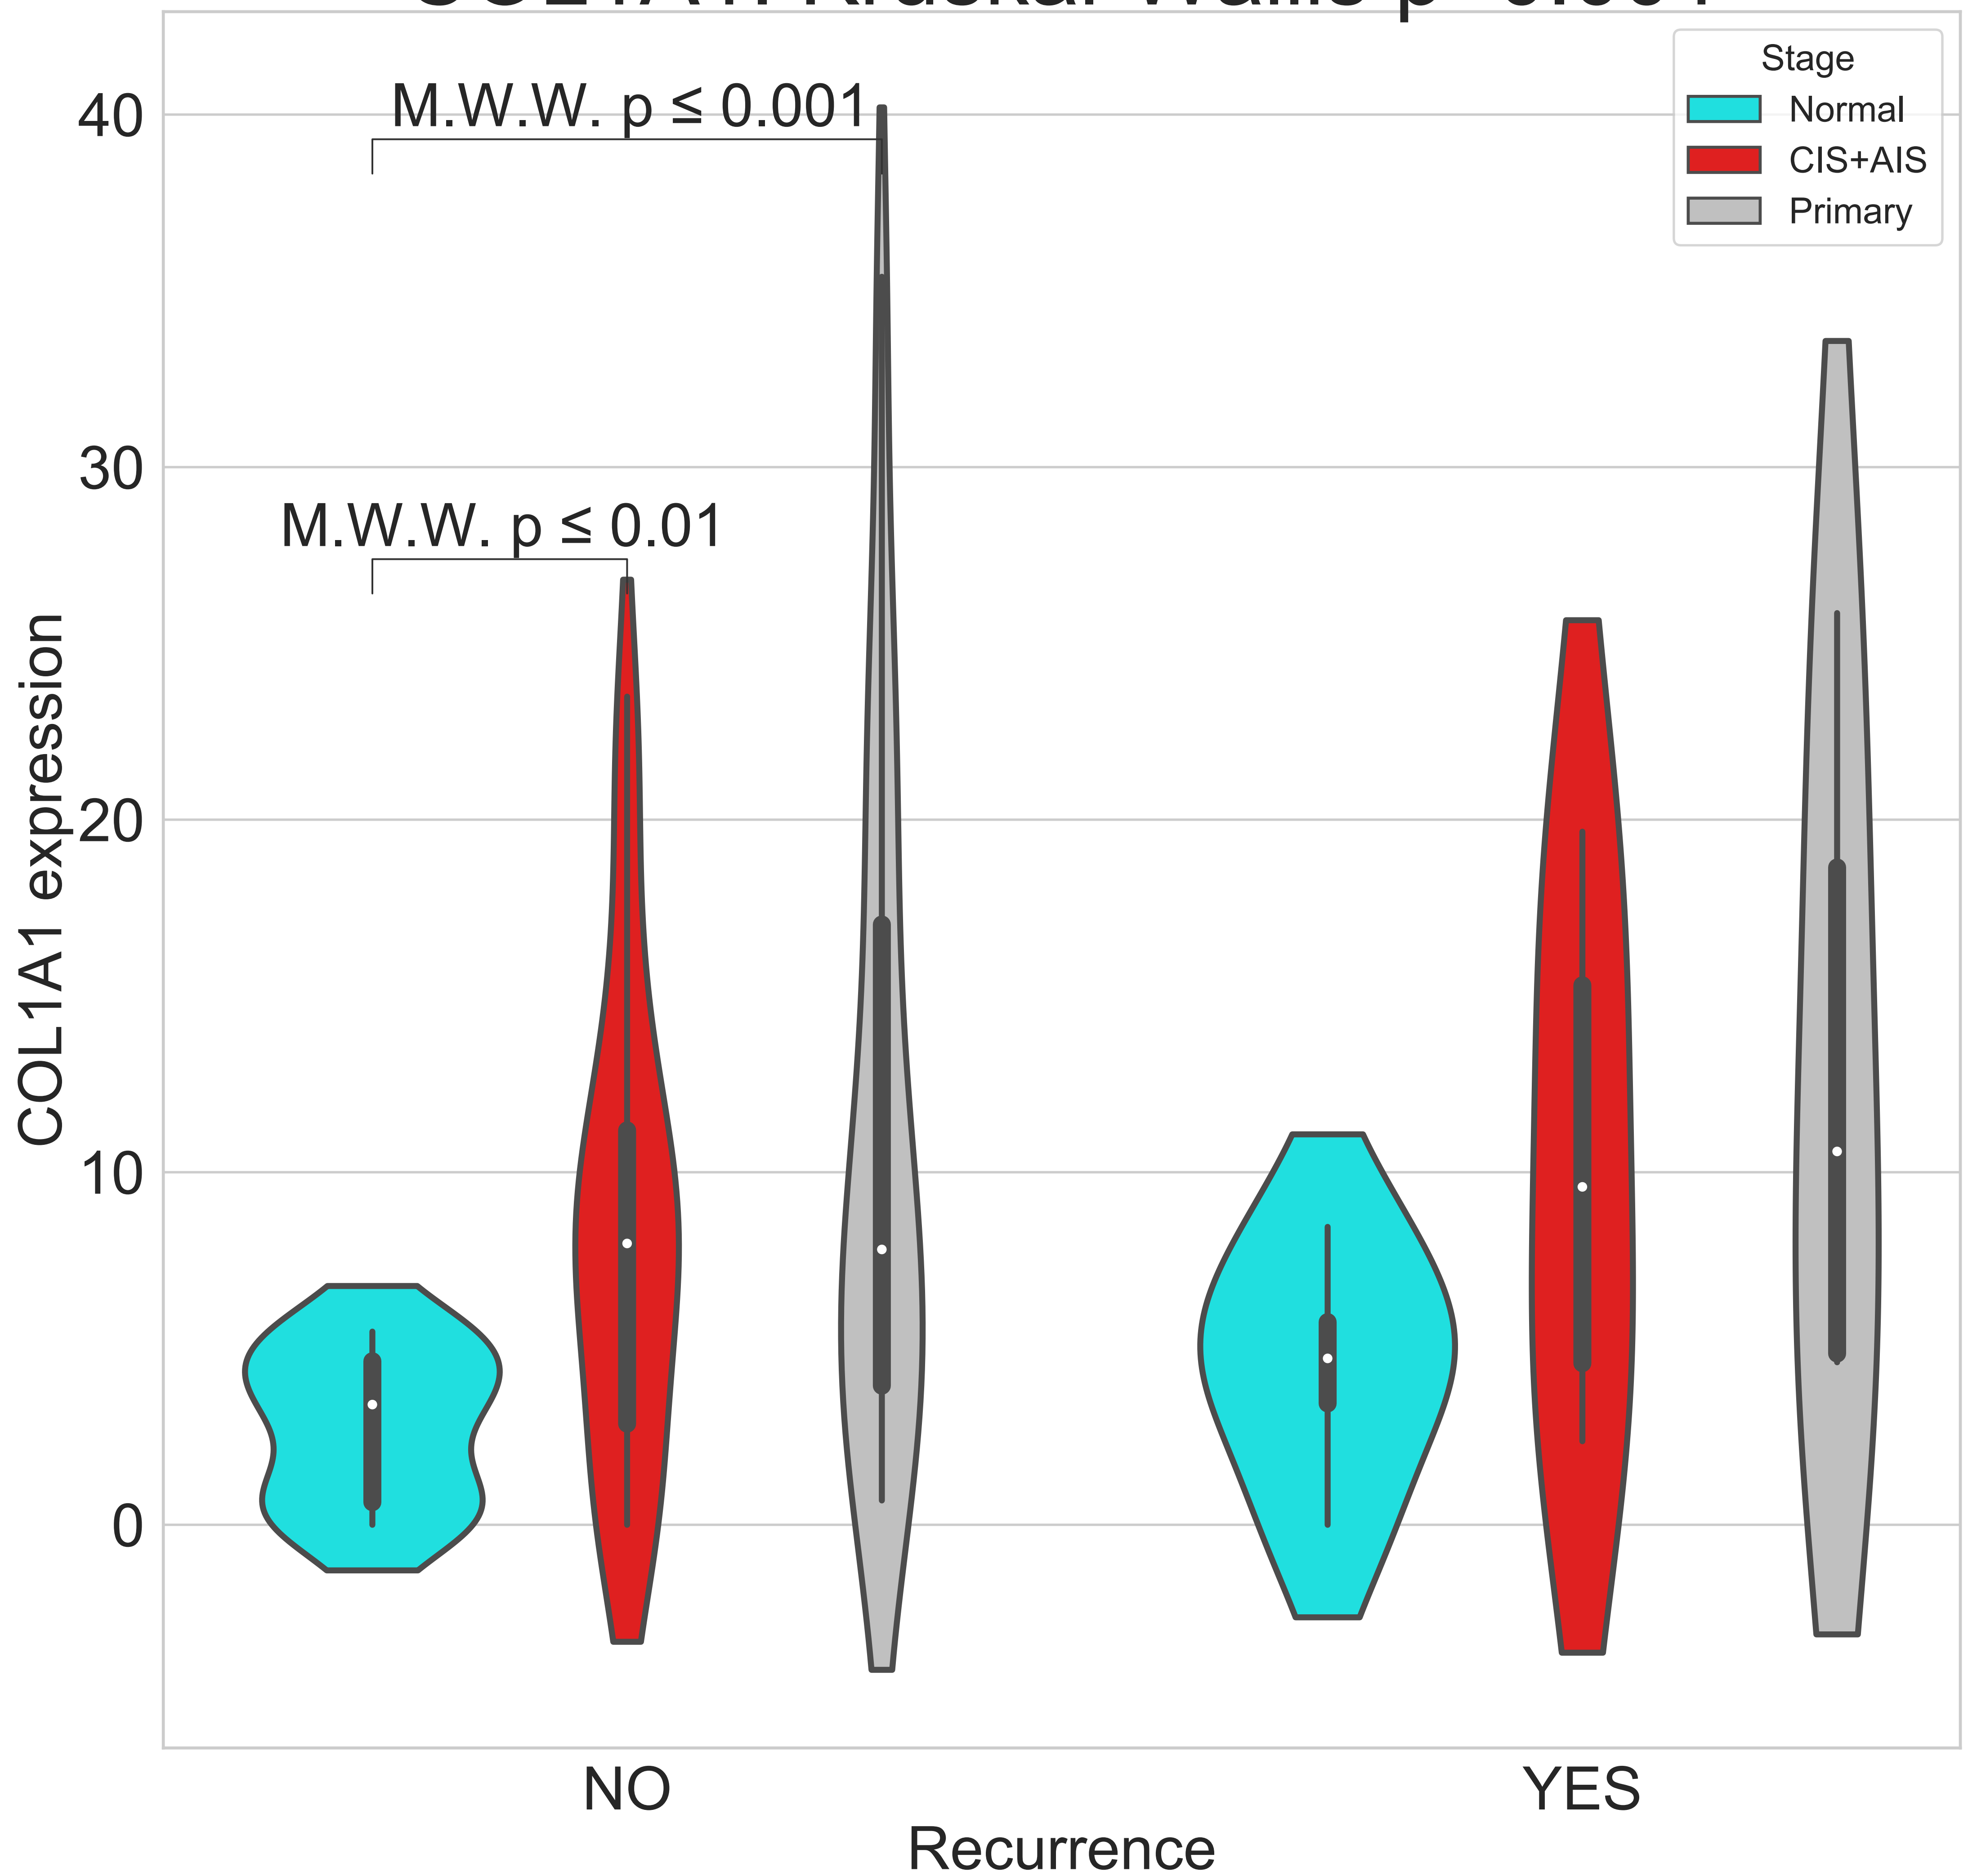 Stage
Normal
CIS+AIS
Primary
M.W.W. p ≤ 0.001
M.W.W. p ≤ 0.01
40
30
20
10
0
COL1A1 expression
NO
YES
Recurrence